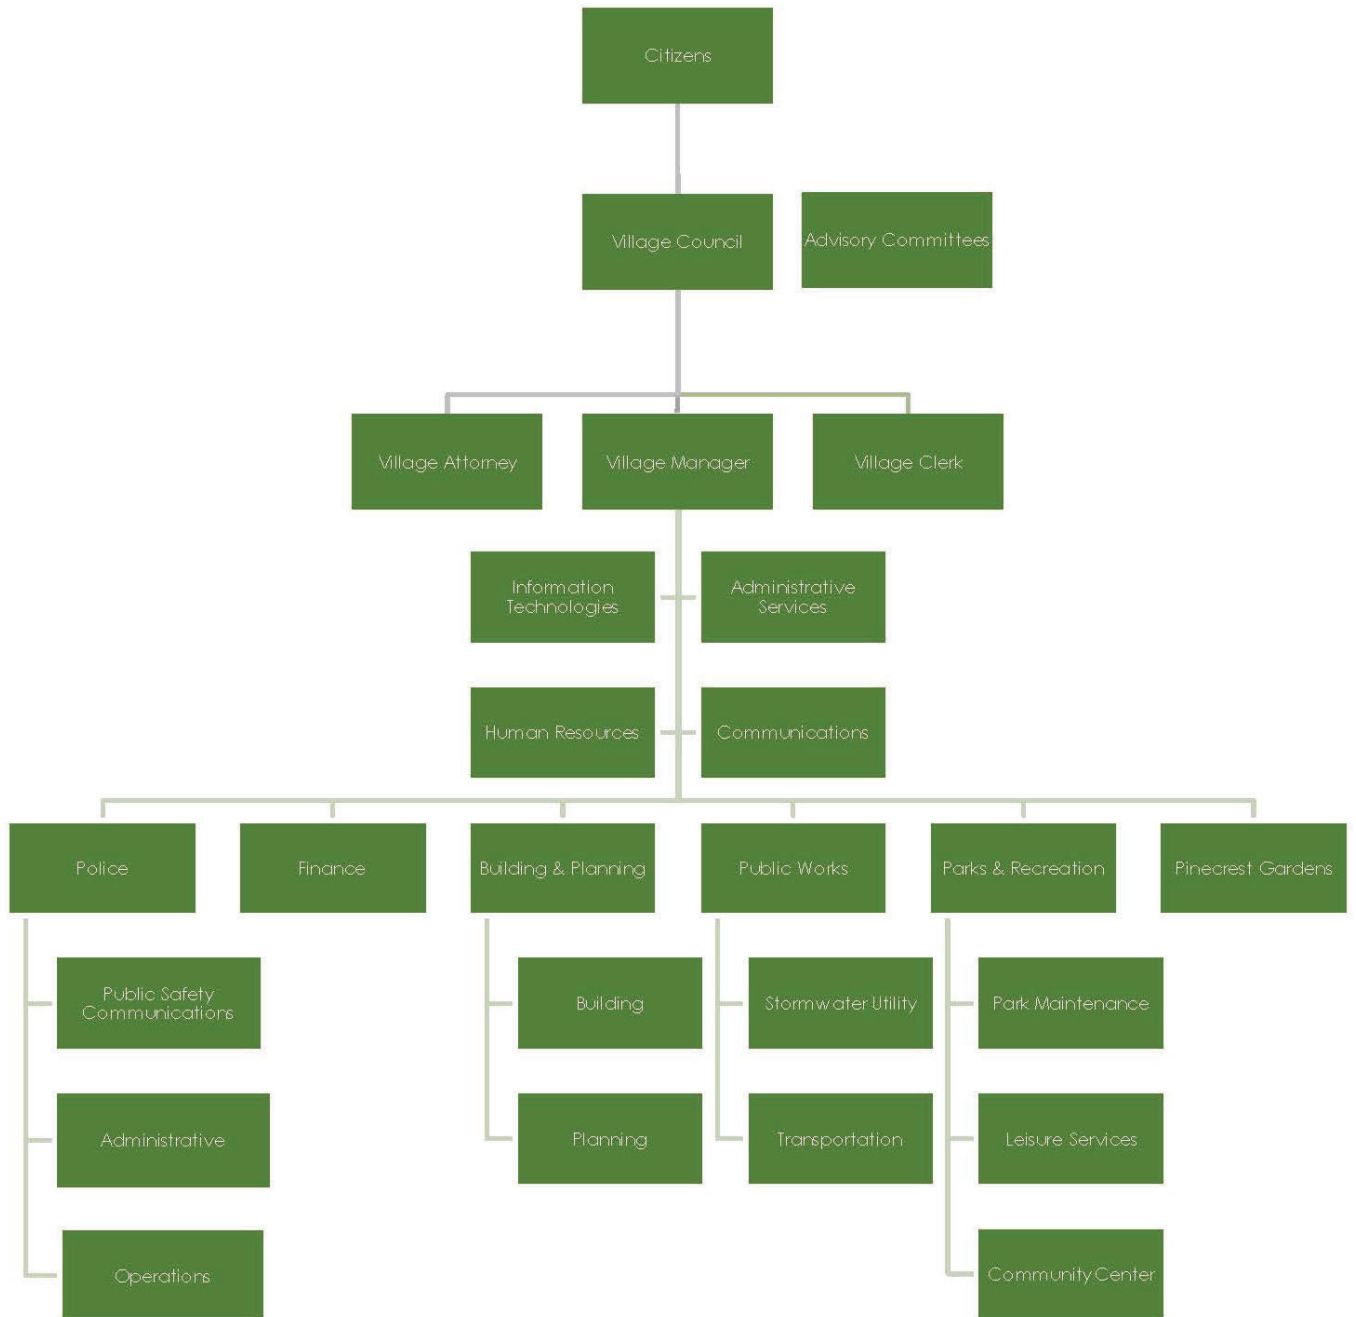 Citizens
Village Council
Advisory Committees
Village Attorney
Village Manager
Village Clerk
Information
Technologies
Administrative
Services
Human Resources
Communications
Police
Finance
Building & Planning
Public Works
Parks & Recreation
Pinecrest Gardens
Public Safety
Communications
Building
Stormwater Utility
Park Maintenance
Administrative
Planning
Transportation
Leisure Services
Operations
Community Center